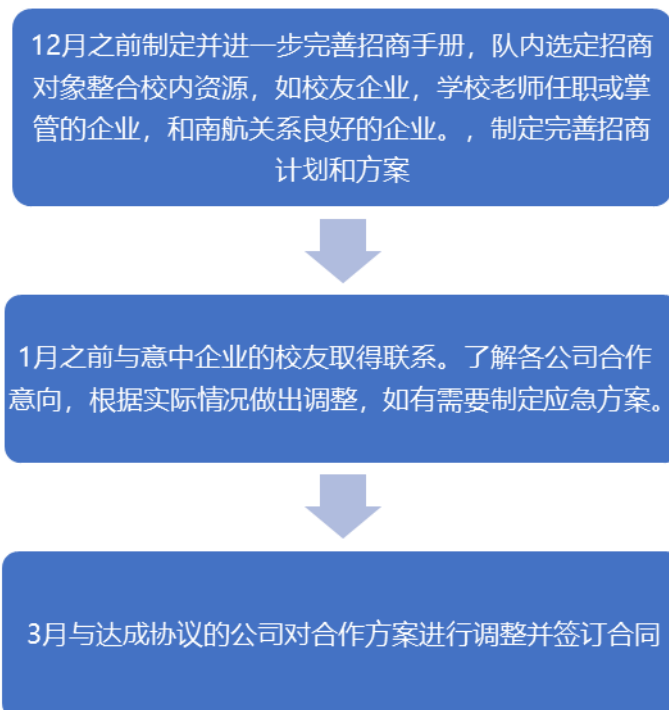 12月之前制定并进一步完善招商手册，队内选定招商
对象整合校内资源，如校友企业，学校老师任职或掌
管的企业，和南航关系良好的企业。，制定完善招商
计划和方案
1月之前与意中企业的校友取得联系。了解各公司合作
意向，根据实际情况做出调整，如有需要制定应急方案。
3月与达成协议的公司对合作方案进行调整并签订合同